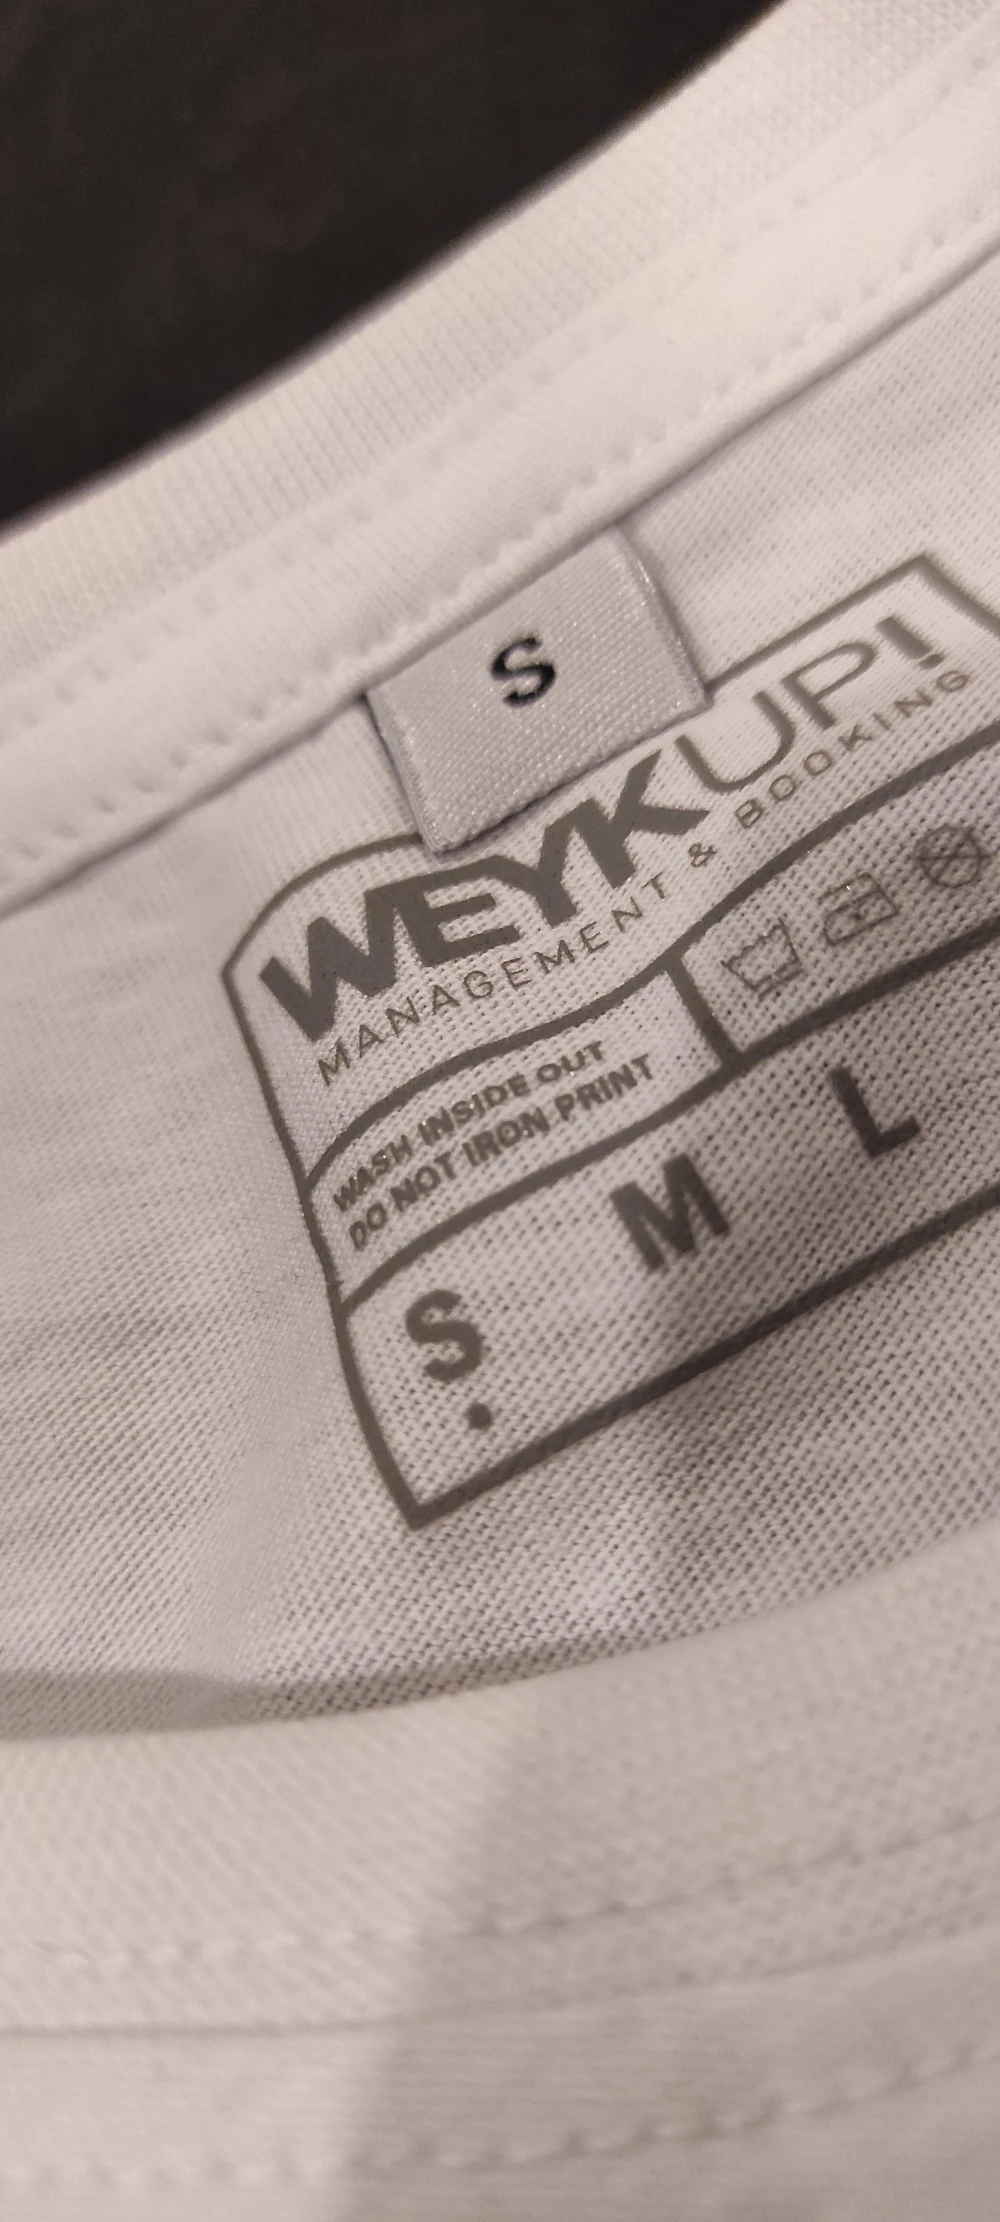 S
WEYKUP!
MANAGEMENT & BOOKING
WASH INSIDE OUT
DO NOT IRON PRINT
S M L